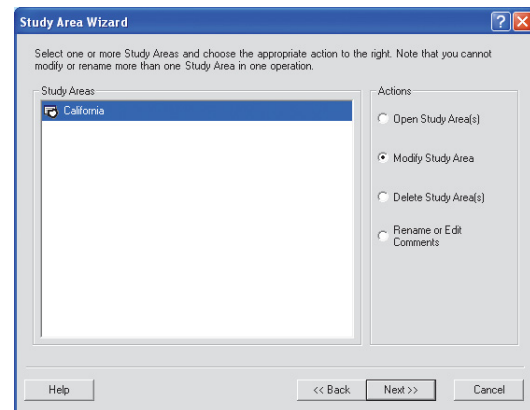 Study Area Wizard
Select one or more Study Areas and choose the appropriate action to the right. Note that you cannot
modify or rename more than one Study Area in one operation.
Study Areas
California
Actions
Open Study Area(s)
Modify Study Area
Delete Study Area(s)
Rename or Edit
Comments
Help
<< Back
Next >>
Cancel